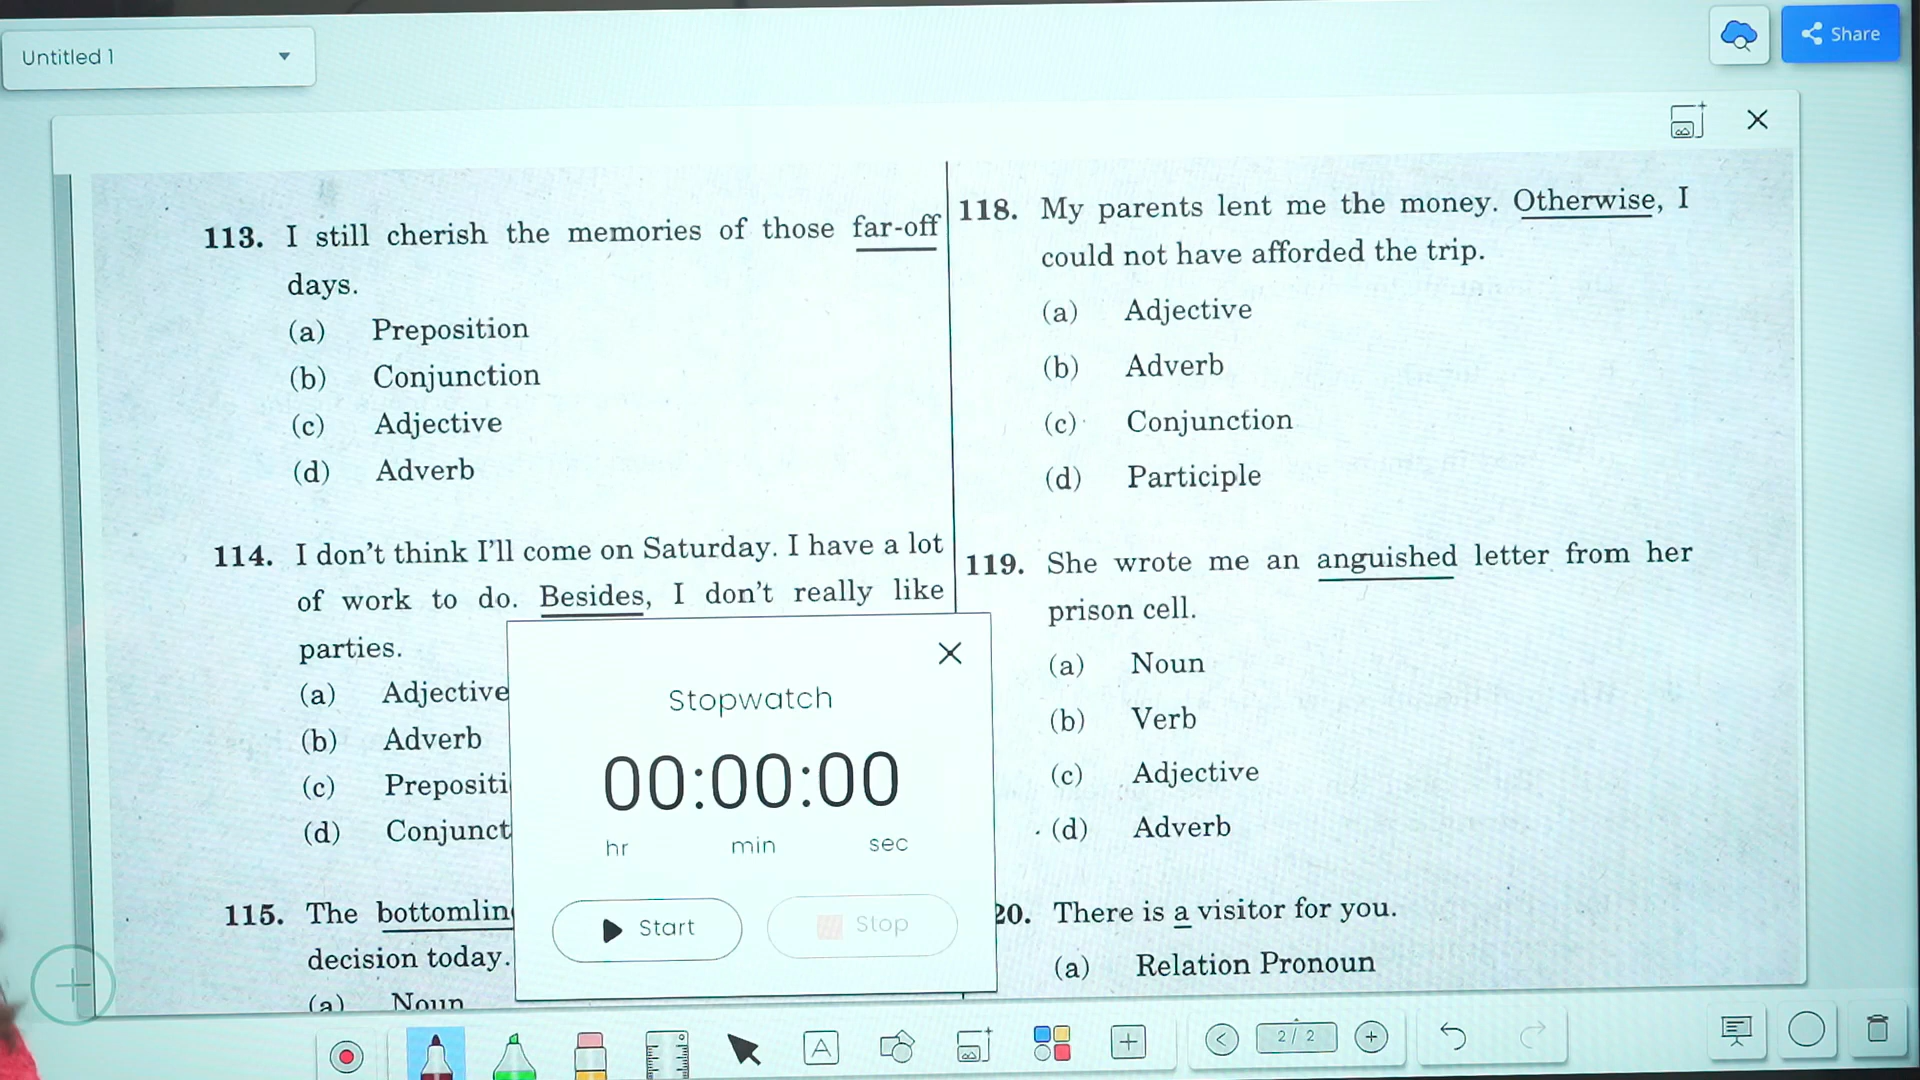 Untitled 1
Share
113. I still cherish the memories of those far-off
days.
(a) Preposition
(b) Conjunction
(c) Adjective
(d) Adverb
114. I don't think I'll come on Saturday. I have a lot
of work to do. Besides, I don't really like
parties.
(a) Adjective
(b) Adverb
(c) Prepositi
(d) Conjunct
115. The bottomlin
decision today.
(a) Noun
118. My parents lent me the money. Otherwise, I
could not have afforded the trip.
(a) Adjective
(b) Adverb
(c) Conjunction
(d) Participle
119. She wrote me an anguished letter from her
prison cell.
(a) Noun
(b) Verb
(c) Adjective
(d) Adverb
20. There is a visitor for you.
(a) Relation Pronoun
Stopwatch
00:00:00
hr min sec
Start Stop
A
2 / 2